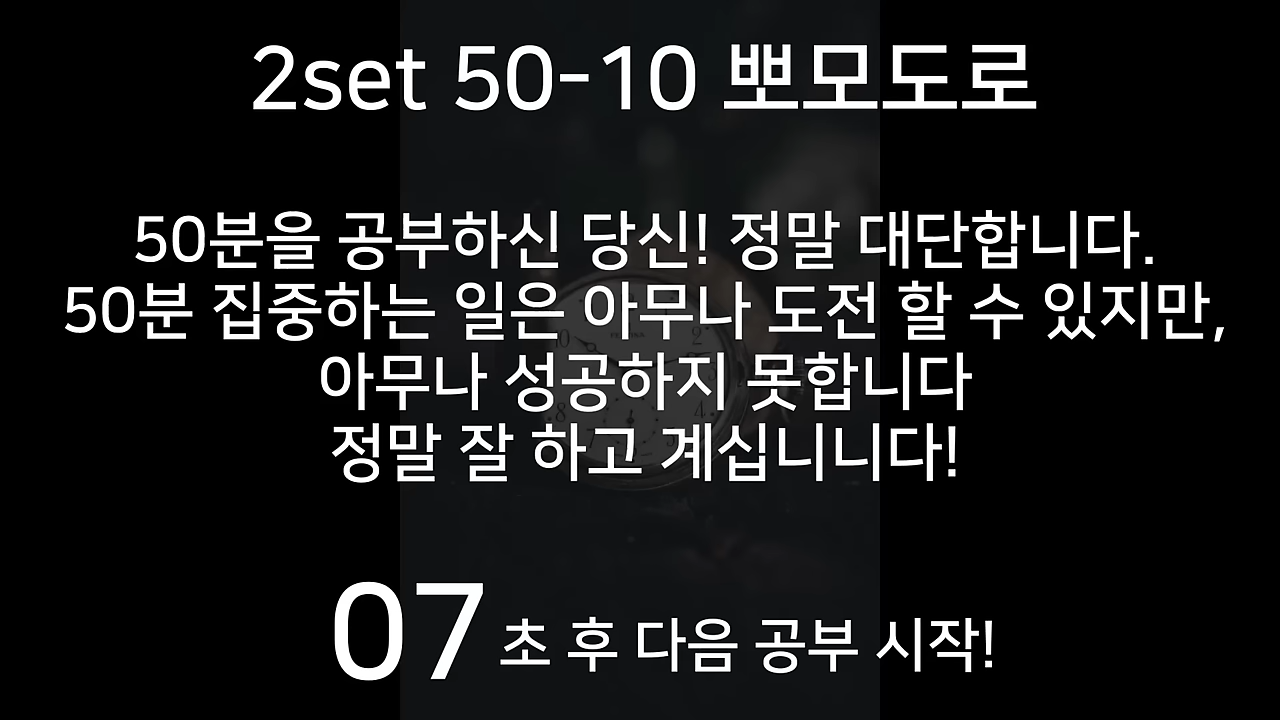 2set 50-10 뽀모도로
50분을 공부하신 당신! 정말 대단합니다.
50분 집중하는 일은 아무나 도전 할 수 있지만,
아무나 성공하지 못합니다
정말 잘 하고 계십니니다!
07 초 후 다음 공부 시작!